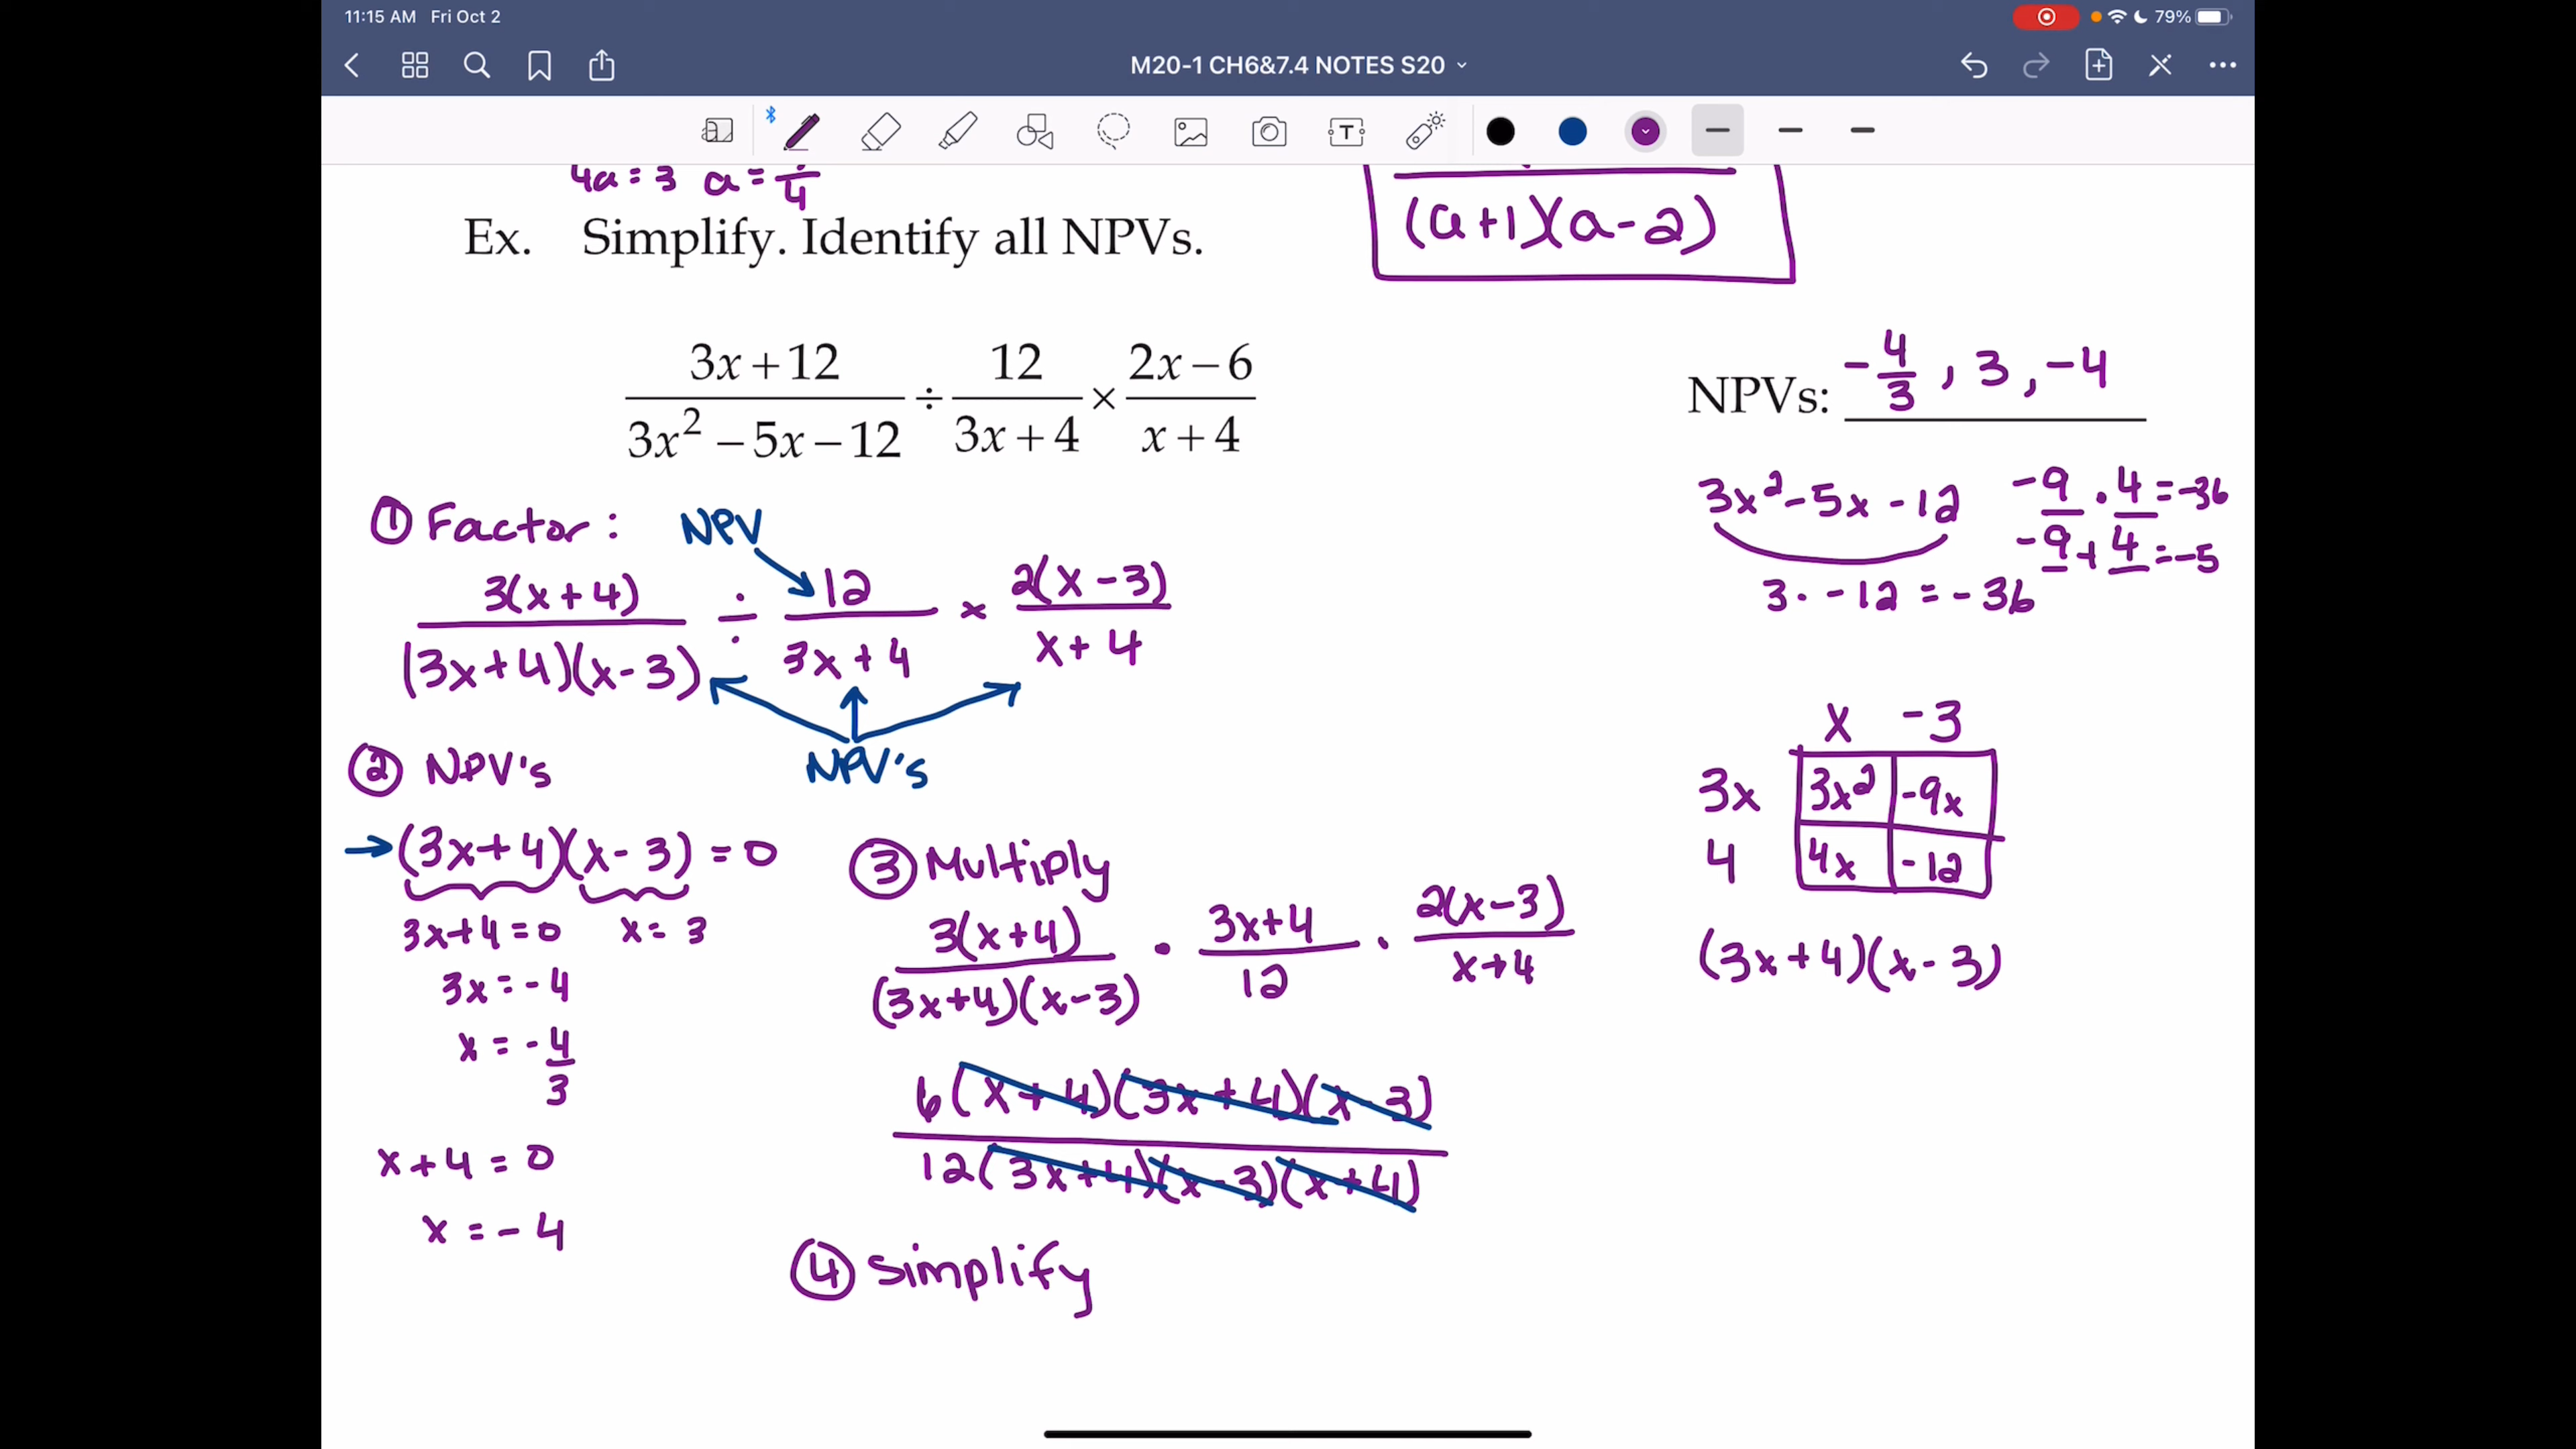 11:15 AM Fri Oct 2
79%
M20-1 CH6&7.4 NOTES S20
4a = 3 a = 4
(a+1)(a-2)
Ex. Simplify. Identify all NPVs.
3x+12 / 3x² − 5x − 12 ÷ 12 / 3x+4 × 2x−6 / x+4
NPVs: -4/3, 3, -4
① Factor:
NPV
3(x+4) / (3x+4)(x-3) ÷ 12 / 3x+4 × 2(x-3) / x+4
NPV's
3x²-5x-12
3·-12 = -36
-9·4=-36
-9+4=-5
x -3
3x 3x² -9x
4 4x -12
(3x+4)(x-3)
② NPV's
→(3x+4)(x-3) = 0
3x+4=0 x=3
3x=-4
x=-4/3
x+4=0
x=-4
③ Multiply
3(x+4) / (3x+4)(x-3) · 3x+4 / 12 · 2(x-3) / x+4
6(x+4)(3x+4)(x-3) / 12(3x+4)(x-3)(x+4)
④ Simplify